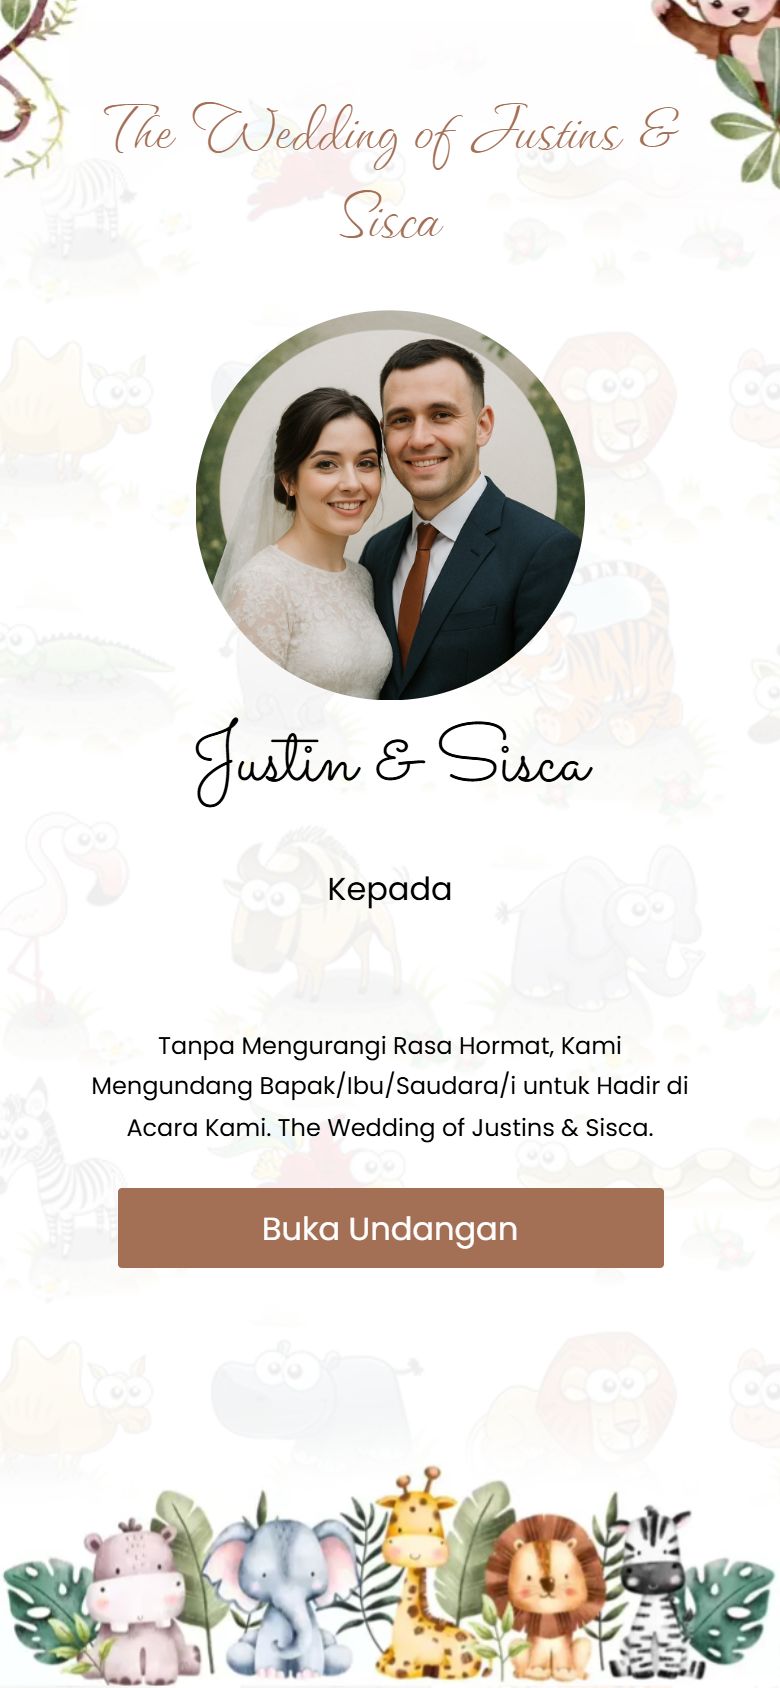 The Wedding of Justins &
Sisca
Justin & Sisca
Kepada
Tanpa Mengurangi Rasa Hormat, Kami
Mengundang Bapak/Ibu/Saudara/i untuk Hadir di
Acara Kami. The Wedding of Justins & Sisca.
Buka Undangan